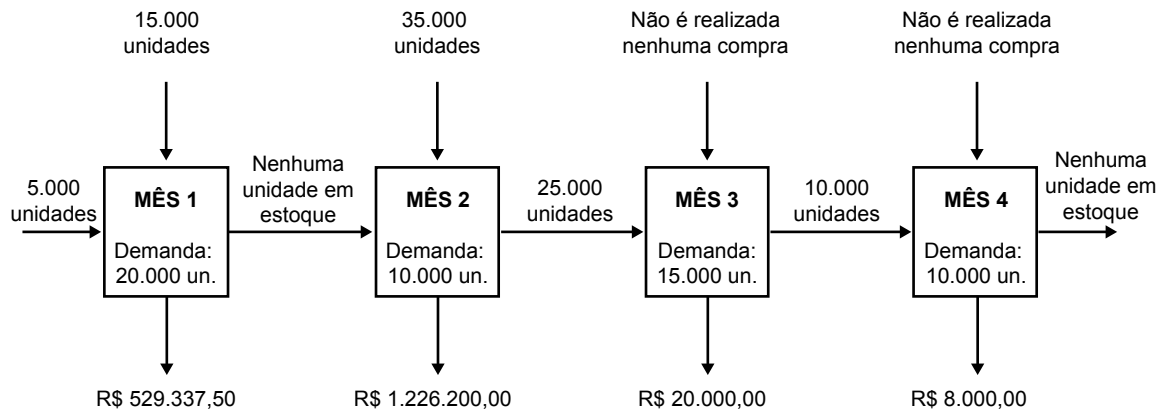 15.000
unidades
35.000
unidades
Não é realizada
nenhuma compra
Não é realizada
nenhuma compra
5.000
unidades
MÊS 1
Demanda:
20.000 un.
Nenhuma
unidade em
estoque
MÊS 2
Demanda:
10.000 un.
25.000
unidades
MÊS 3
Demanda:
15.000 un.
10.000
unidades
MÊS 4
Demanda:
10.000 un.
Nenhuma
unidade em
estoque
R$ 529.337,50
R$ 1.226.200,00
R$ 20.000,00
R$ 8.000,00